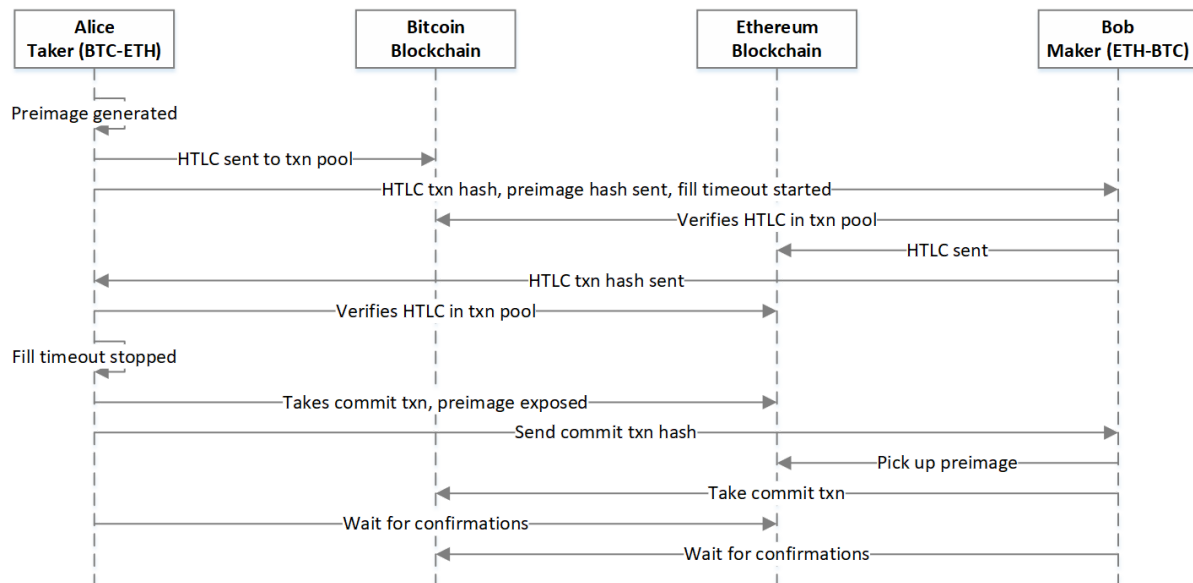 Alice
Taker (BTC-ETH)
Bitcoin
Blockchain
Ethereum
Blockchain
Bob
Maker (ETH-BTC)
Preimage generated
HTLC sent to txn pool
HTLC txn hash, preimage hash sent, fill timeout started
Verifies HTLC in txn pool
HTLC sent
HTLC txn hash sent
Verifies HTLC in txn pool
Fill timeout stopped
Takes commit txn, preimage exposed
Send commit txn hash
Pick up preimage
Take commit txn
Wait for confirmations
Wait for confirmations